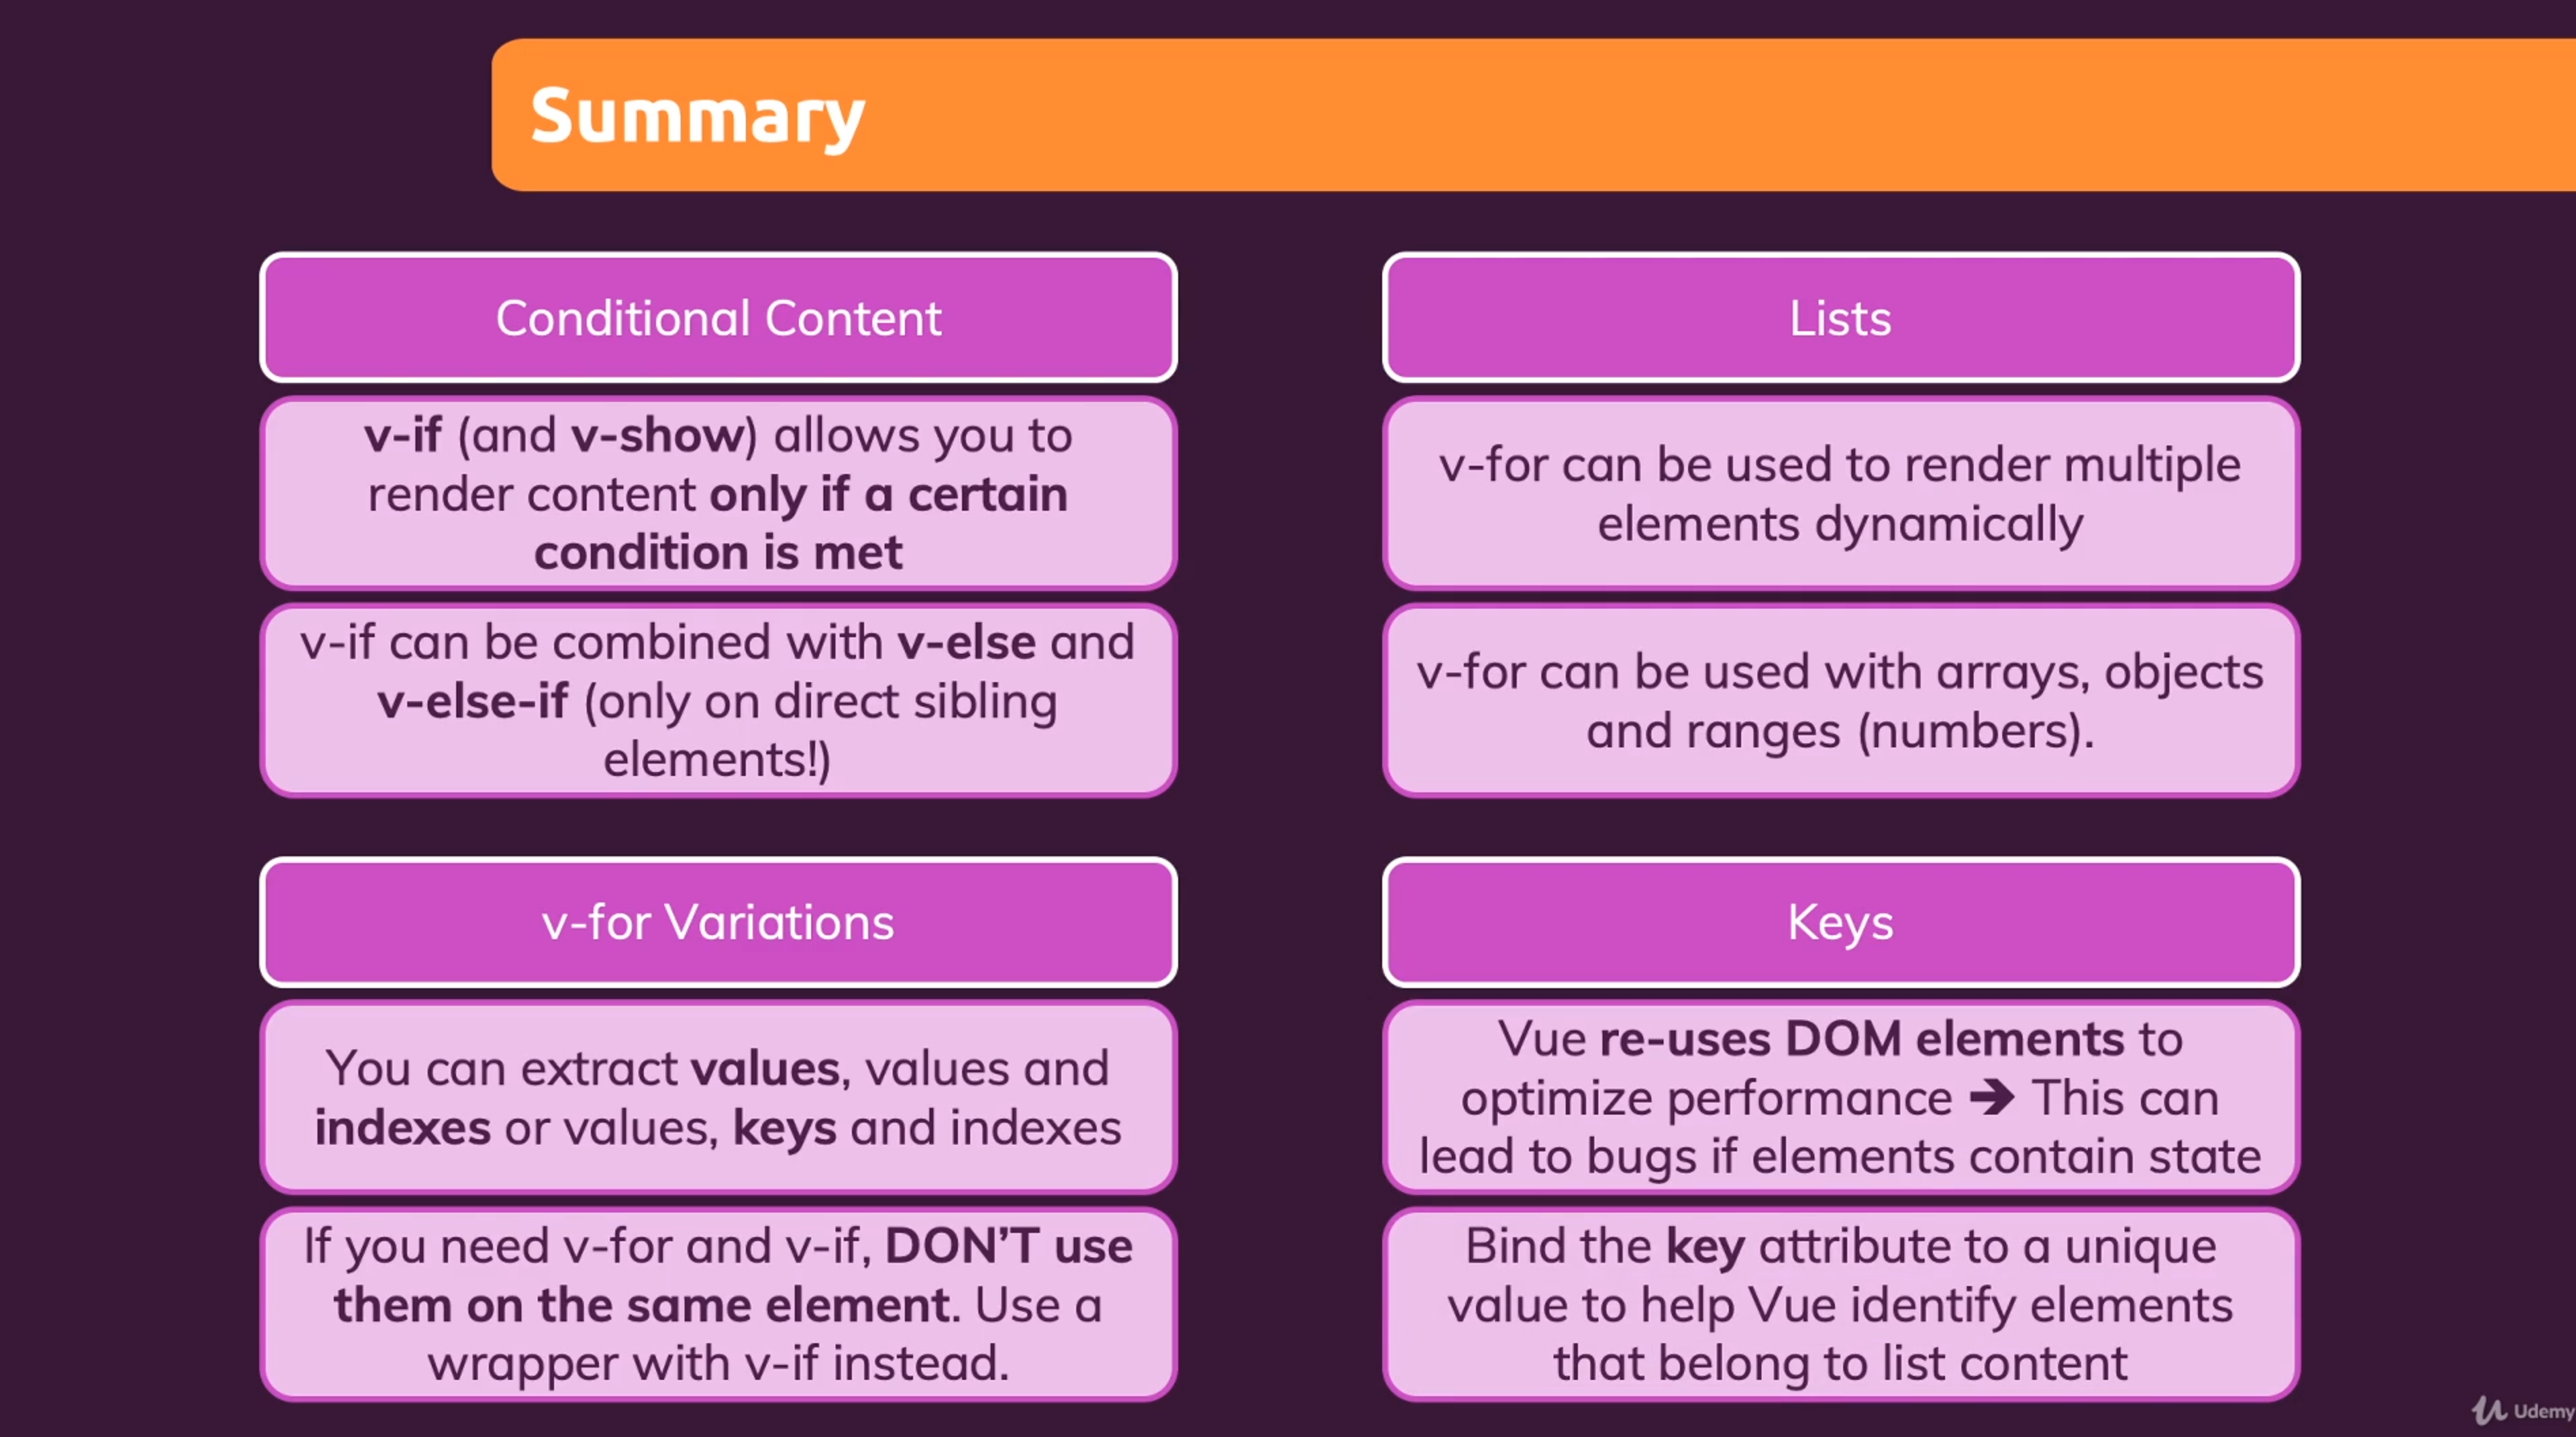 Summary
Conditional Content
v-if (and v-show) allows you to
render content only if a certain
condition is met
v-if can be combined with v-else and
v-else-if (only on direct sibling
elements!)
Lists
v-for can be used to render multiple
elements dynamically
v-for can be used with arrays, objects
and ranges (numbers).
v-for Variations
You can extract values, values and
indexes or values, keys and indexes
If you need v-for and v-if, DON’T use
them on the same element. Use a
wrapper with v-if instead.
Keys
Vue re-uses DOM elements to
optimize performance ➔ This can
lead to bugs if elements contain state
Bind the key attribute to a unique
value to help Vue identify elements
that belong to list content
Udemy